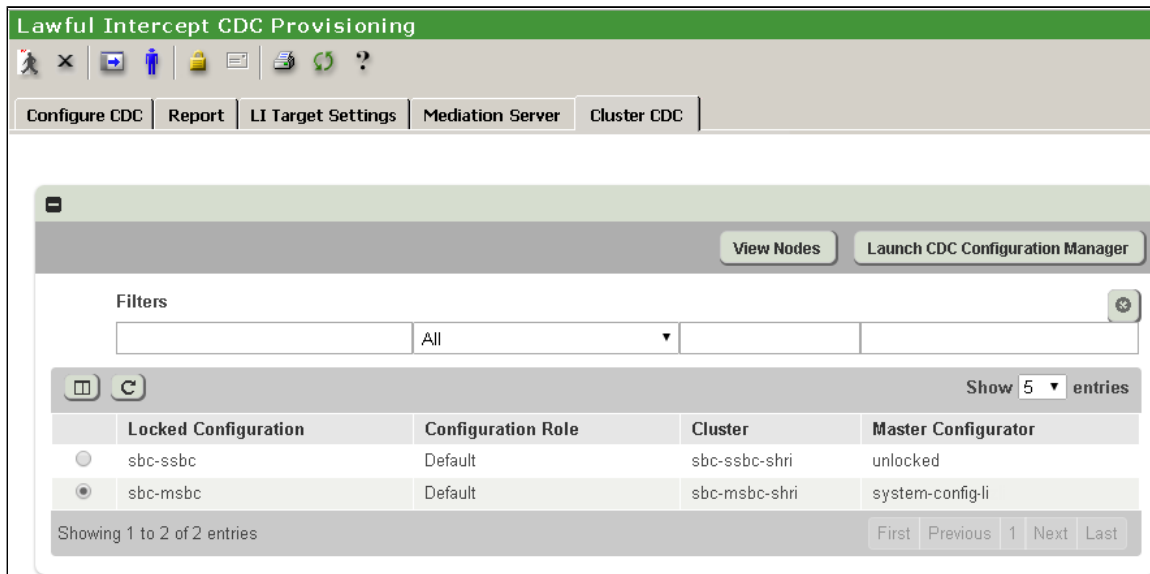 Lawful Intercept CDC Provisioning
?
Configure CDC Report LI Target Settings Mediation Server Cluster CDC
View Nodes Launch CDC Configuration Manager
Filters
All
Show 5 entries
Locked Configuration Configuration Role Cluster Master Configurator
sbc-ssbc Default sbc-ssbc-shri unlocked
sbc-msbc Default sbc-msbc-shri system-config-li
Showing 1 to 2 of 2 entries First Previous 1 Next Last